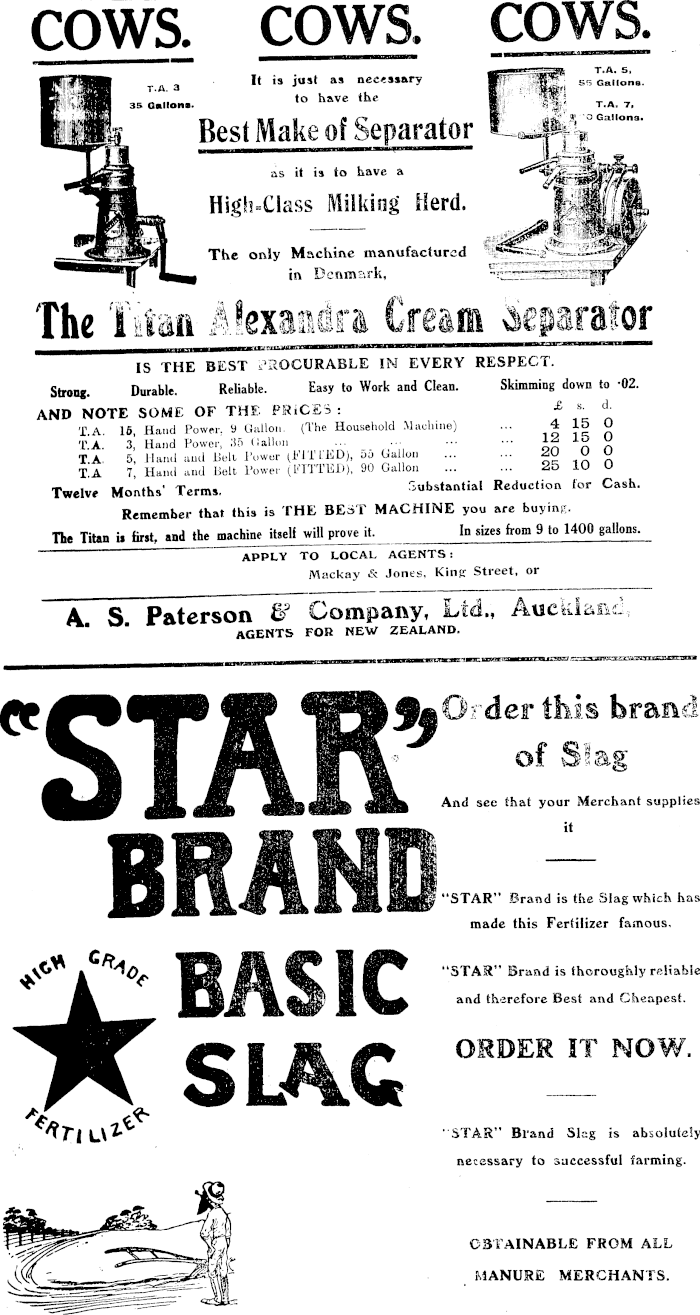 COWS. COWS. COWS.
T.A. 3
35 Gallons.
It is just as necessary
to have the
Best Make of Separator
as it is to have a
High-Class Milking Herd.
The only Machine manufactured
in Denmark,
T.A. 5,
55 Gallons.
T.A. 7,
0 Gallons.
The Titan Alexandra Cream Separator
IS THE BEST PROCURABLE IN EVERY RESPECT.
Strong. Durable. Reliable. Easy to Work and Clean. Skimming down to ·02.
AND NOTE SOME OF THE PRICES: £ s. d.
T.A. 15, Hand Power, 9 Gallon. (The Household Machine) ... 4 15 0
T.A. 3, Hand Power, 35 Gallon ... ... ... ... 12 15 0
T.A. 5, Hand and Belt Power (FITTED), 55 Gallon ... ... 20 0 0
T.A 7, Hand and Belt Power (FITTED), 90 Gallon ... ... 25 10 0
Twelve Months' Terms. Substantial Reduction for Cash.
Remember that this is THE BEST MACHINE you are buying.
The Titan is first, and the machine itself will prove it. In sizes from 9 to 1400 gallons.
APPLY TO LOCAL AGENTS:
Mackay & Jones, King Street, or
A. S. Paterson & Company, Ltd., Auckland,
AGENTS FOR NEW ZEALAND.
"STAR"
BRAND
BASIC
SLAG
HIGH GRADE
FERTILIZER
Order this brand
of Slag
And see that your Merchant supplies
it
"STAR" Brand is the Slag which has
made this Fertilizer famous.
"STAR" Brand is thoroughly reliable
and therefore Best and Cheapest.
ORDER IT NOW.
"STAR" Brand Slag is absolutely
necessary to successful farming.
OBTAINABLE FROM ALL
MANURE MERCHANTS.